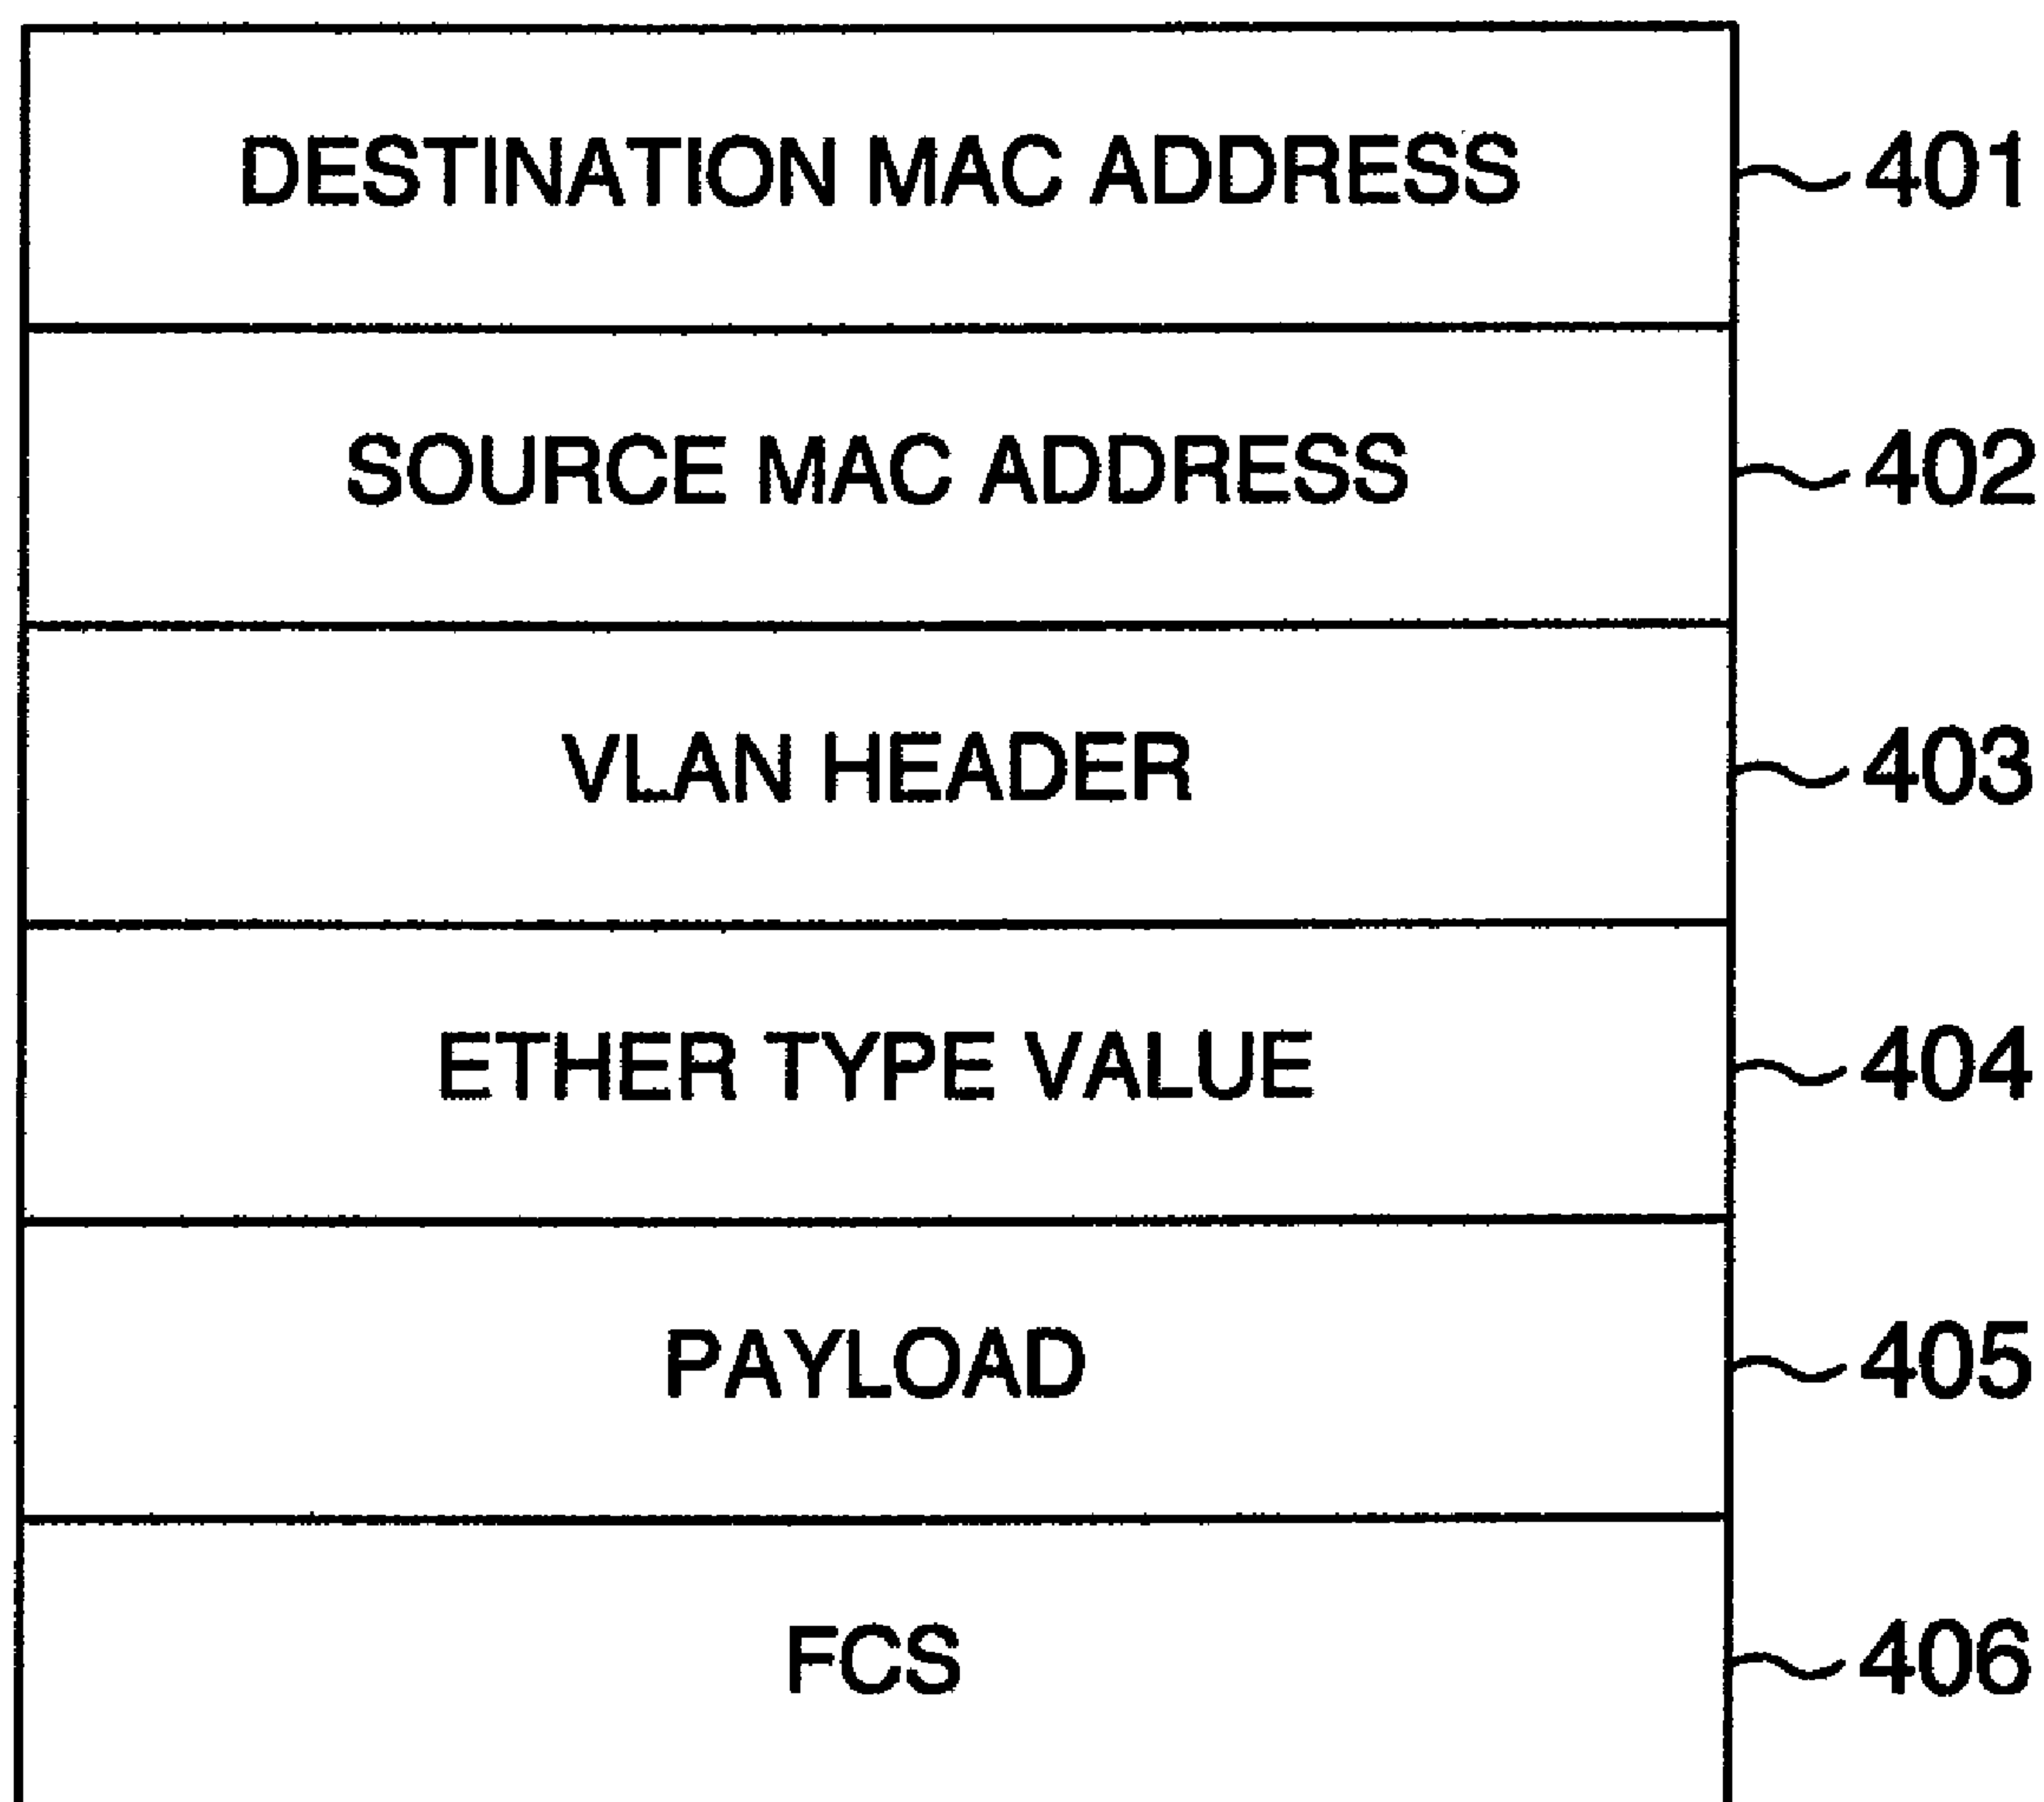 DESTINATION MAC ADDRESS 401
SOURCE MAC ADDRESS 402
VLAN HEADER 403
ETHER TYPE VALUE 404
PAYLOAD 405
FCS 406